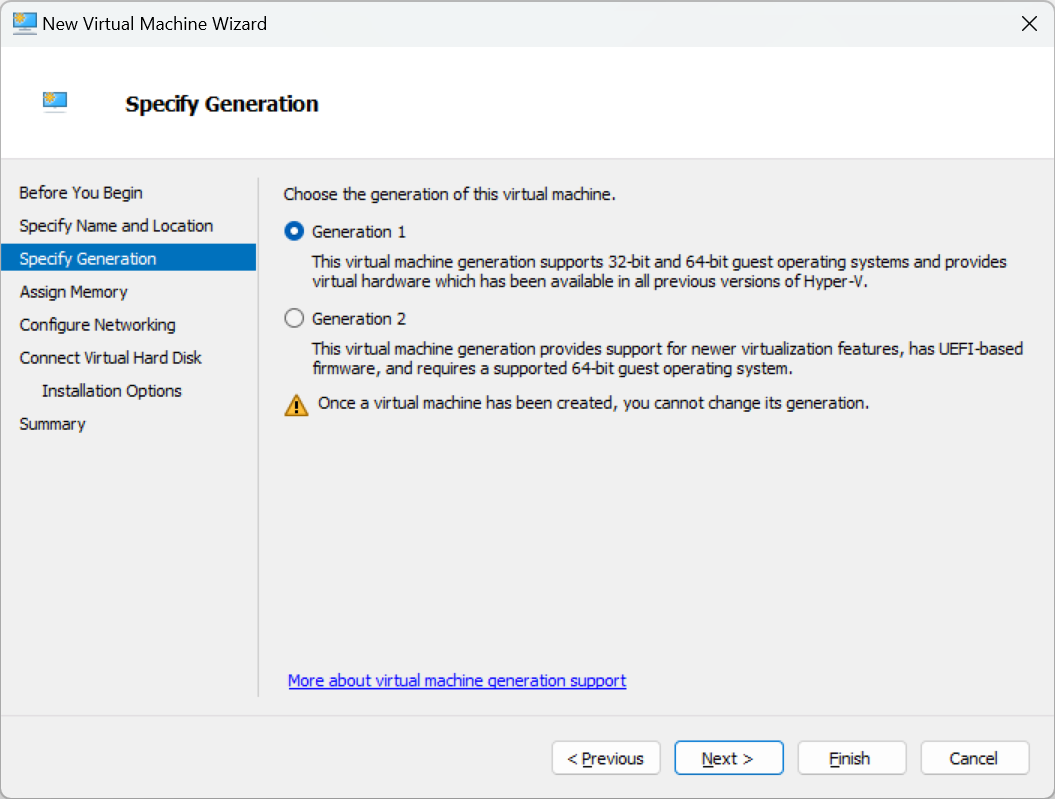 New Virtual Machine Wizard
Specify Generation
Before You Begin
Specify Name and Location
Specify Generation
Assign Memory
Configure Networking
Connect Virtual Hard Disk
Installation Options
Summary
Choose the generation of this virtual machine.
Generation 1
This virtual machine generation supports 32-bit and 64-bit guest operating systems and provides
virtual hardware which has been available in all previous versions of Hyper-V.
Generation 2
This virtual machine generation provides support for newer virtualization features, has UEFI-based
firmware, and requires a supported 64-bit guest operating system.
Once a virtual machine has been created, you cannot change its generation.
More about virtual machine generation support
< Previous
Next >
Finish
Cancel